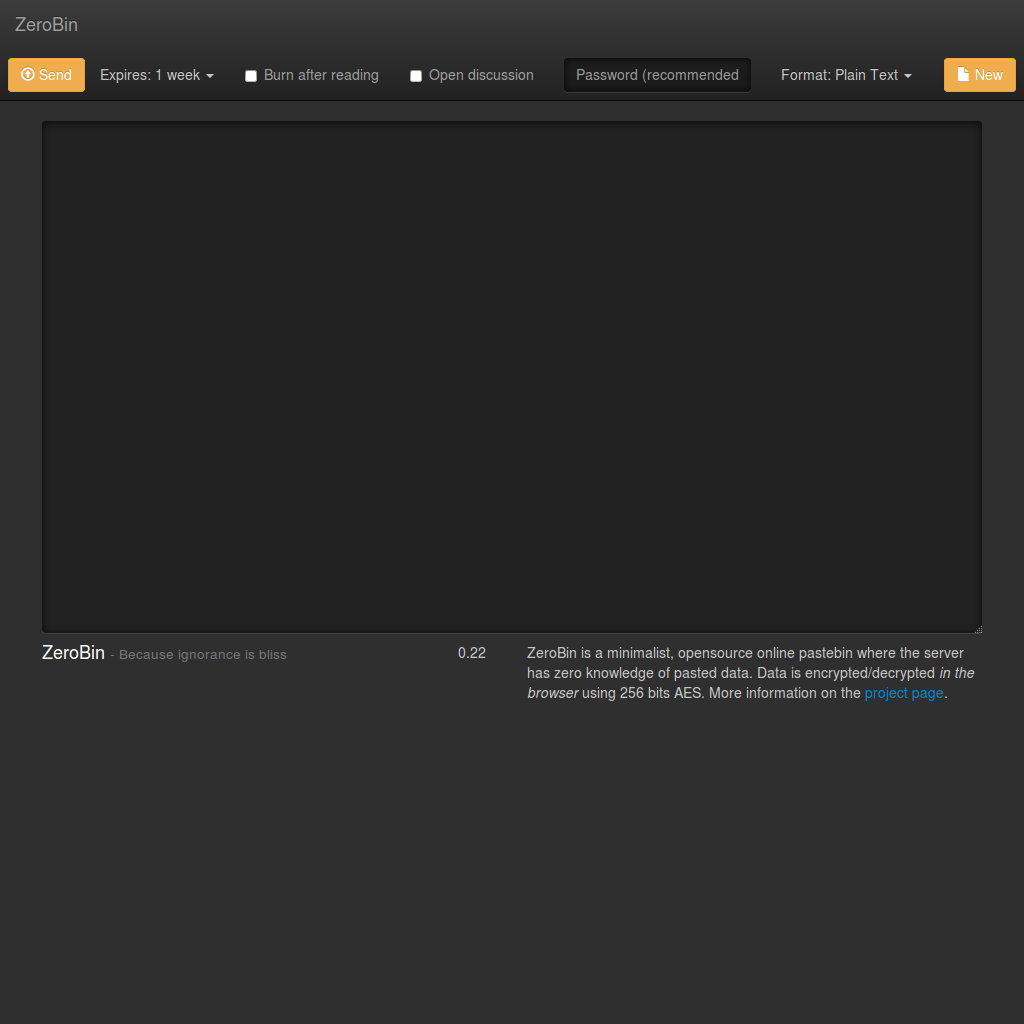 ZeroBin
Send Expires: 1 week Burn after reading Open discussion Password (recommended Format: Plain Text New
ZeroBin - Because ignorance is bliss
0.22
ZeroBin is a minimalist, opensource online pastebin where the server
has zero knowledge of pasted data. Data is encrypted/decrypted in the
browser using 256 bits AES. More information on the project page.